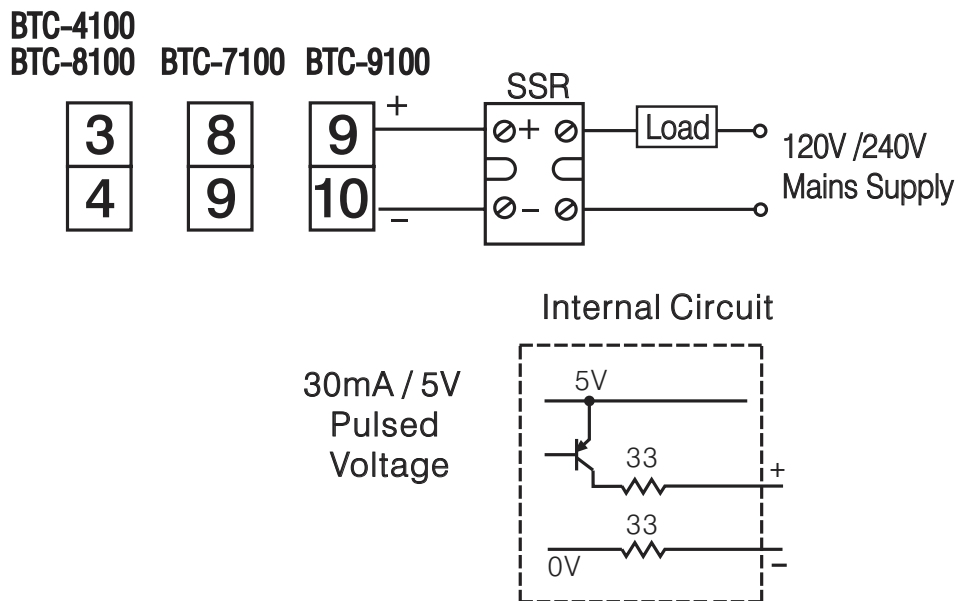 BTC-4100
BTC-8100 BTC-7100 BTC-9100
SSR
3 8 9 + + Load
4 9 10 − −
120V /240V
Mains Supply
Internal Circuit
30mA / 5V
Pulsed
Voltage
5V
33
+
33
0V
−